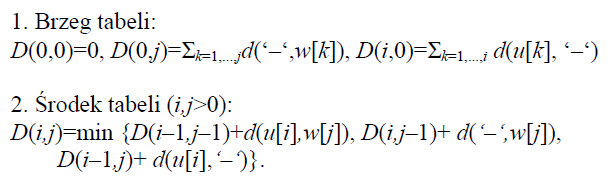 1. Brzeg tabeli:
D(0,0)=0, D(0,j)=Σk=1,...,jd(‘–‘,w[k]), D(i,0)=Σk=1,...,i d(u[k], ‘–‘)
2. Środek tabeli (i,j>0):
D(i,j)=min {D(i–1,j–1)+d(u[i],w[j]), D(i,j–1)+ d(‘–‘,w[j]),
D(i–1,j)+ d(u[i],‘–‘)}.